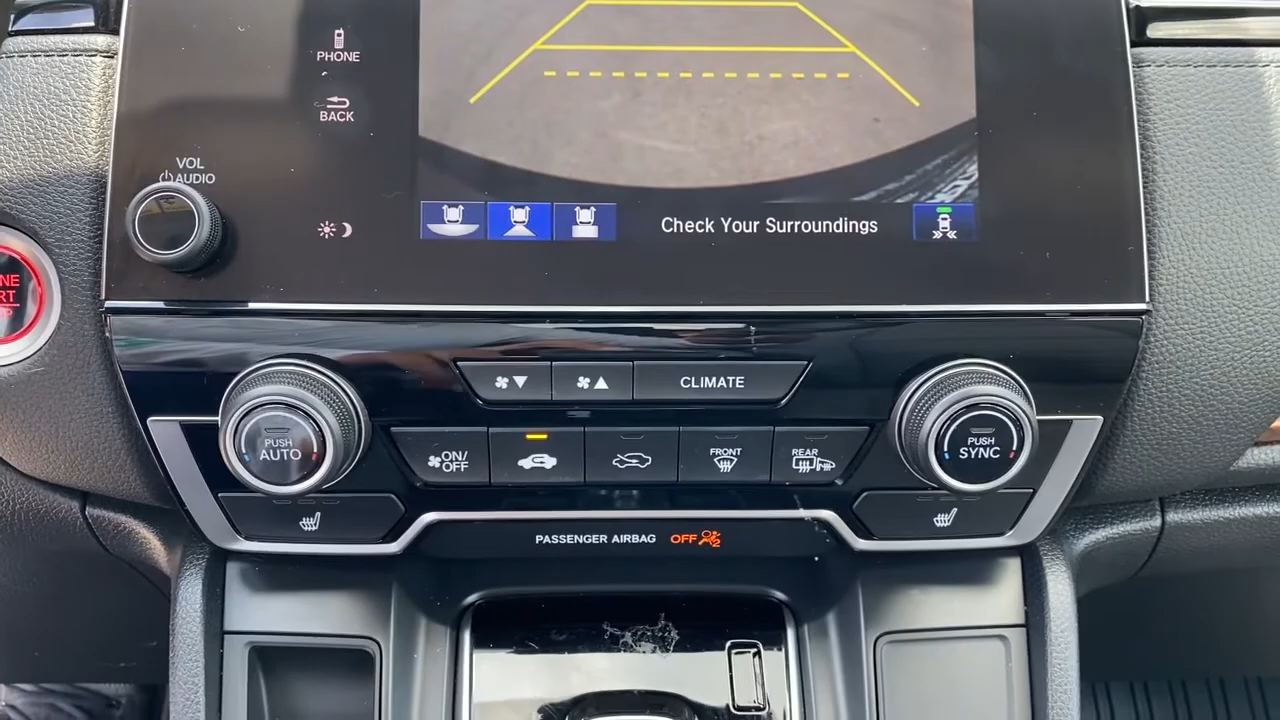 PHONE
BACK
VOL
AUDIO
Check Your Surroundings
CLIMATE
PUSH
AUTO
ON/
OFF
FRONT
REAR
PUSH
SYNC
PASSENGER AIRBAG OFF